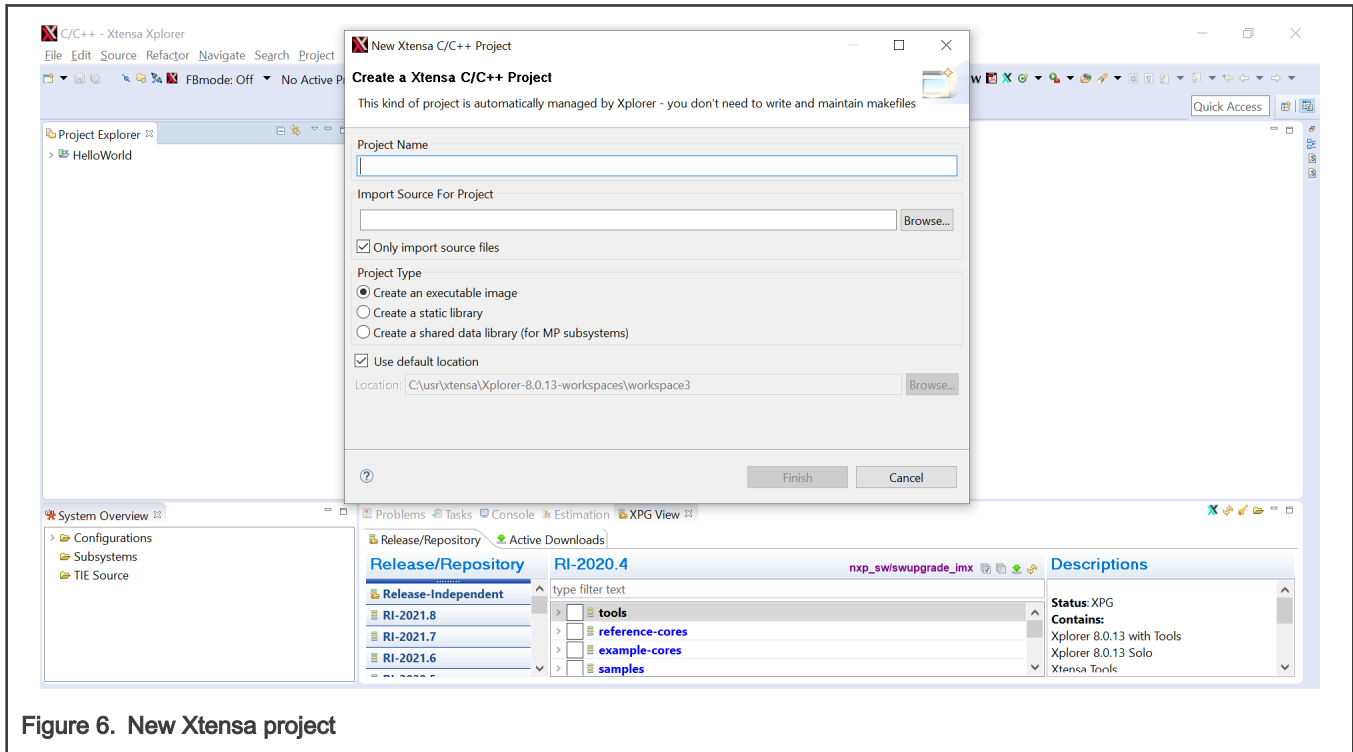 C/C++ - Xtensa Xplorer
File Edit Source Refactor Navigate Search Project
FBmode: Off No Active P
Quick Access
Project Explorer
HelloWorld
New Xtensa C/C++ Project
Create a Xtensa C/C++ Project
This kind of project is automatically managed by Xplorer - you don't need to write and maintain makefiles
Project Name
Import Source For Project
Browse...
Only import source files
Project Type
Create an executable image
Create a static library
Create a shared data library (for MP subsystems)
Use default location
Location: C:\usr\xtensa\Xplorer-8.0.13-workspaces\workspace3 Browse...
Finish Cancel
System Overview
Configurations
Subsystems
TIE Source
Problems Tasks Console Estimation XPG View
Release/Repository Active Downloads
Release/Repository
Release-Independent
RI-2021.8
RI-2021.7
RI-2021.6
RI-2020.4 nxp_sw/swupgrade_imx
type filter text
tools
reference-cores
example-cores
samples
Descriptions
Status: XPG
Contains:
Xplorer 8.0.13 with Tools
Xplorer 8.0.13 Solo
Xtensa Tools
Figure 6. New Xtensa project